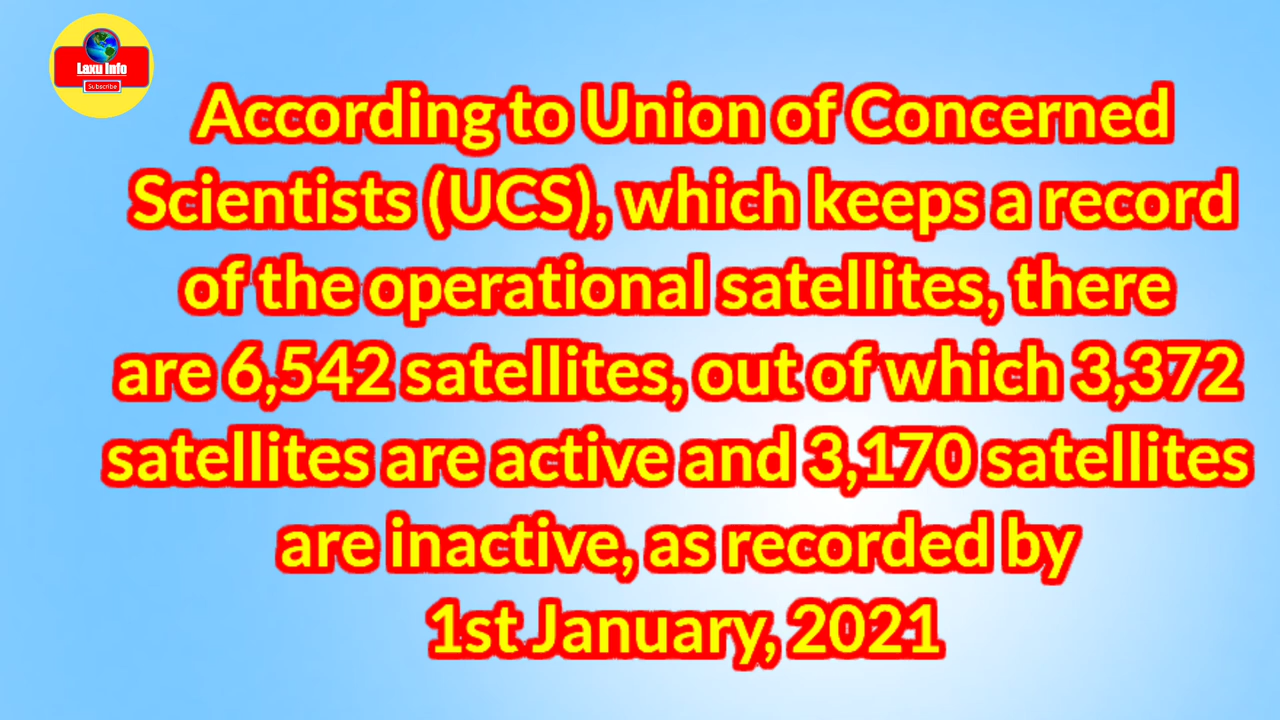 Laxu Info
Subscribe
According to Union of Concerned
Scientists (UCS), which keeps a record
of the operational satellites, there
are 6,542 satellites, out of which 3,372
satellites are active and 3,170 satellites
are inactive, as recorded by
1st January, 2021